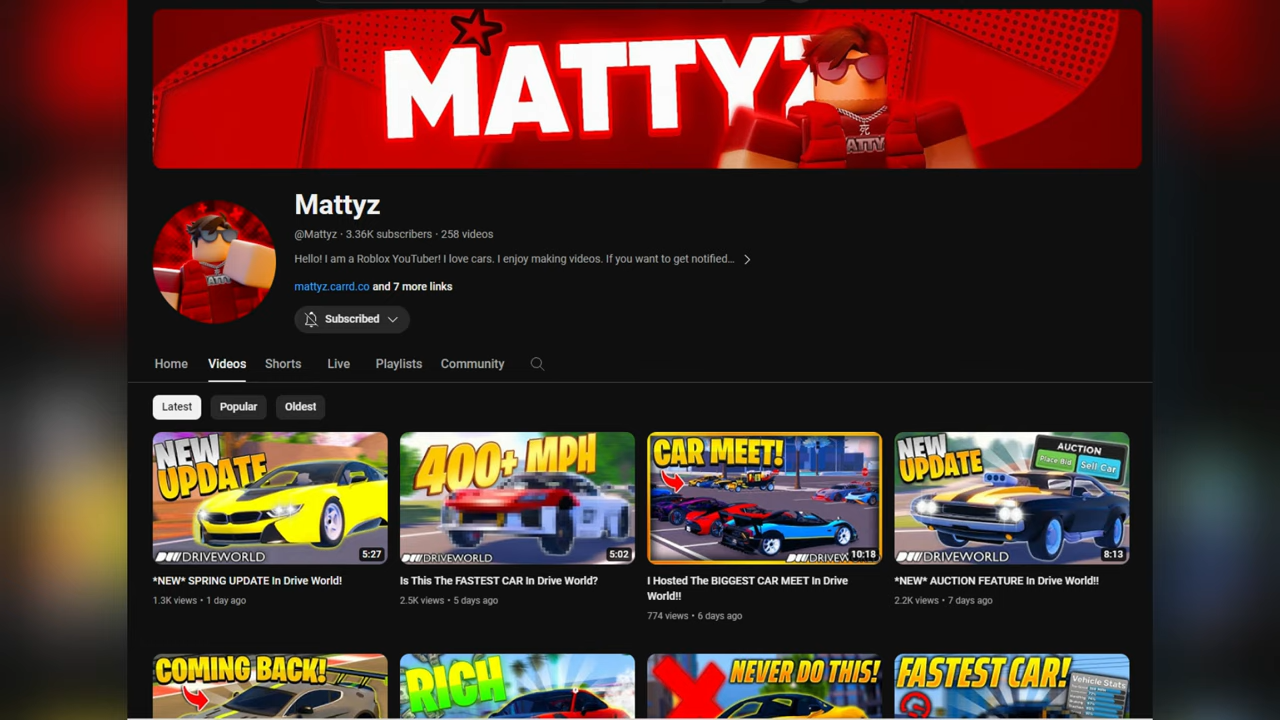 MATTYZ
死
MATTYZ
Mattyz
@Mattyz · 3.36K subscribers · 258 videos
Hello! I am a Roblox YouTuber! I love cars. I enjoy making videos. If you want to get notified...
mattyz.carrd.co and 7 more links
Subscribed
Home Videos Shorts Live Playlists Community
Latest Popular Oldest
NEW
UPDATE
DRIVEWORLD
5:27
400+ MPH
DRIVEWORLD
5:02
CAR MEET!
DRIVEW
10:18
NEW
UPDATE
AUCTION
Place Bid
Sell Car
DRIVEWORLD
8:13
*NEW* SPRING UPDATE In Drive World!
1.3K views • 1 day ago
Is This The FASTEST CAR In Drive World?
2.5K views • 5 days ago
I Hosted The BIGGEST CAR MEET In Drive
World!!
774 views • 6 days ago
*NEW* AUCTION FEATURE In Drive World!!
2.2K views • 7 days ago
COMING BACK!
RICH
NEVER DO THIS!
FASTEST CAR!
Vehicle Stats